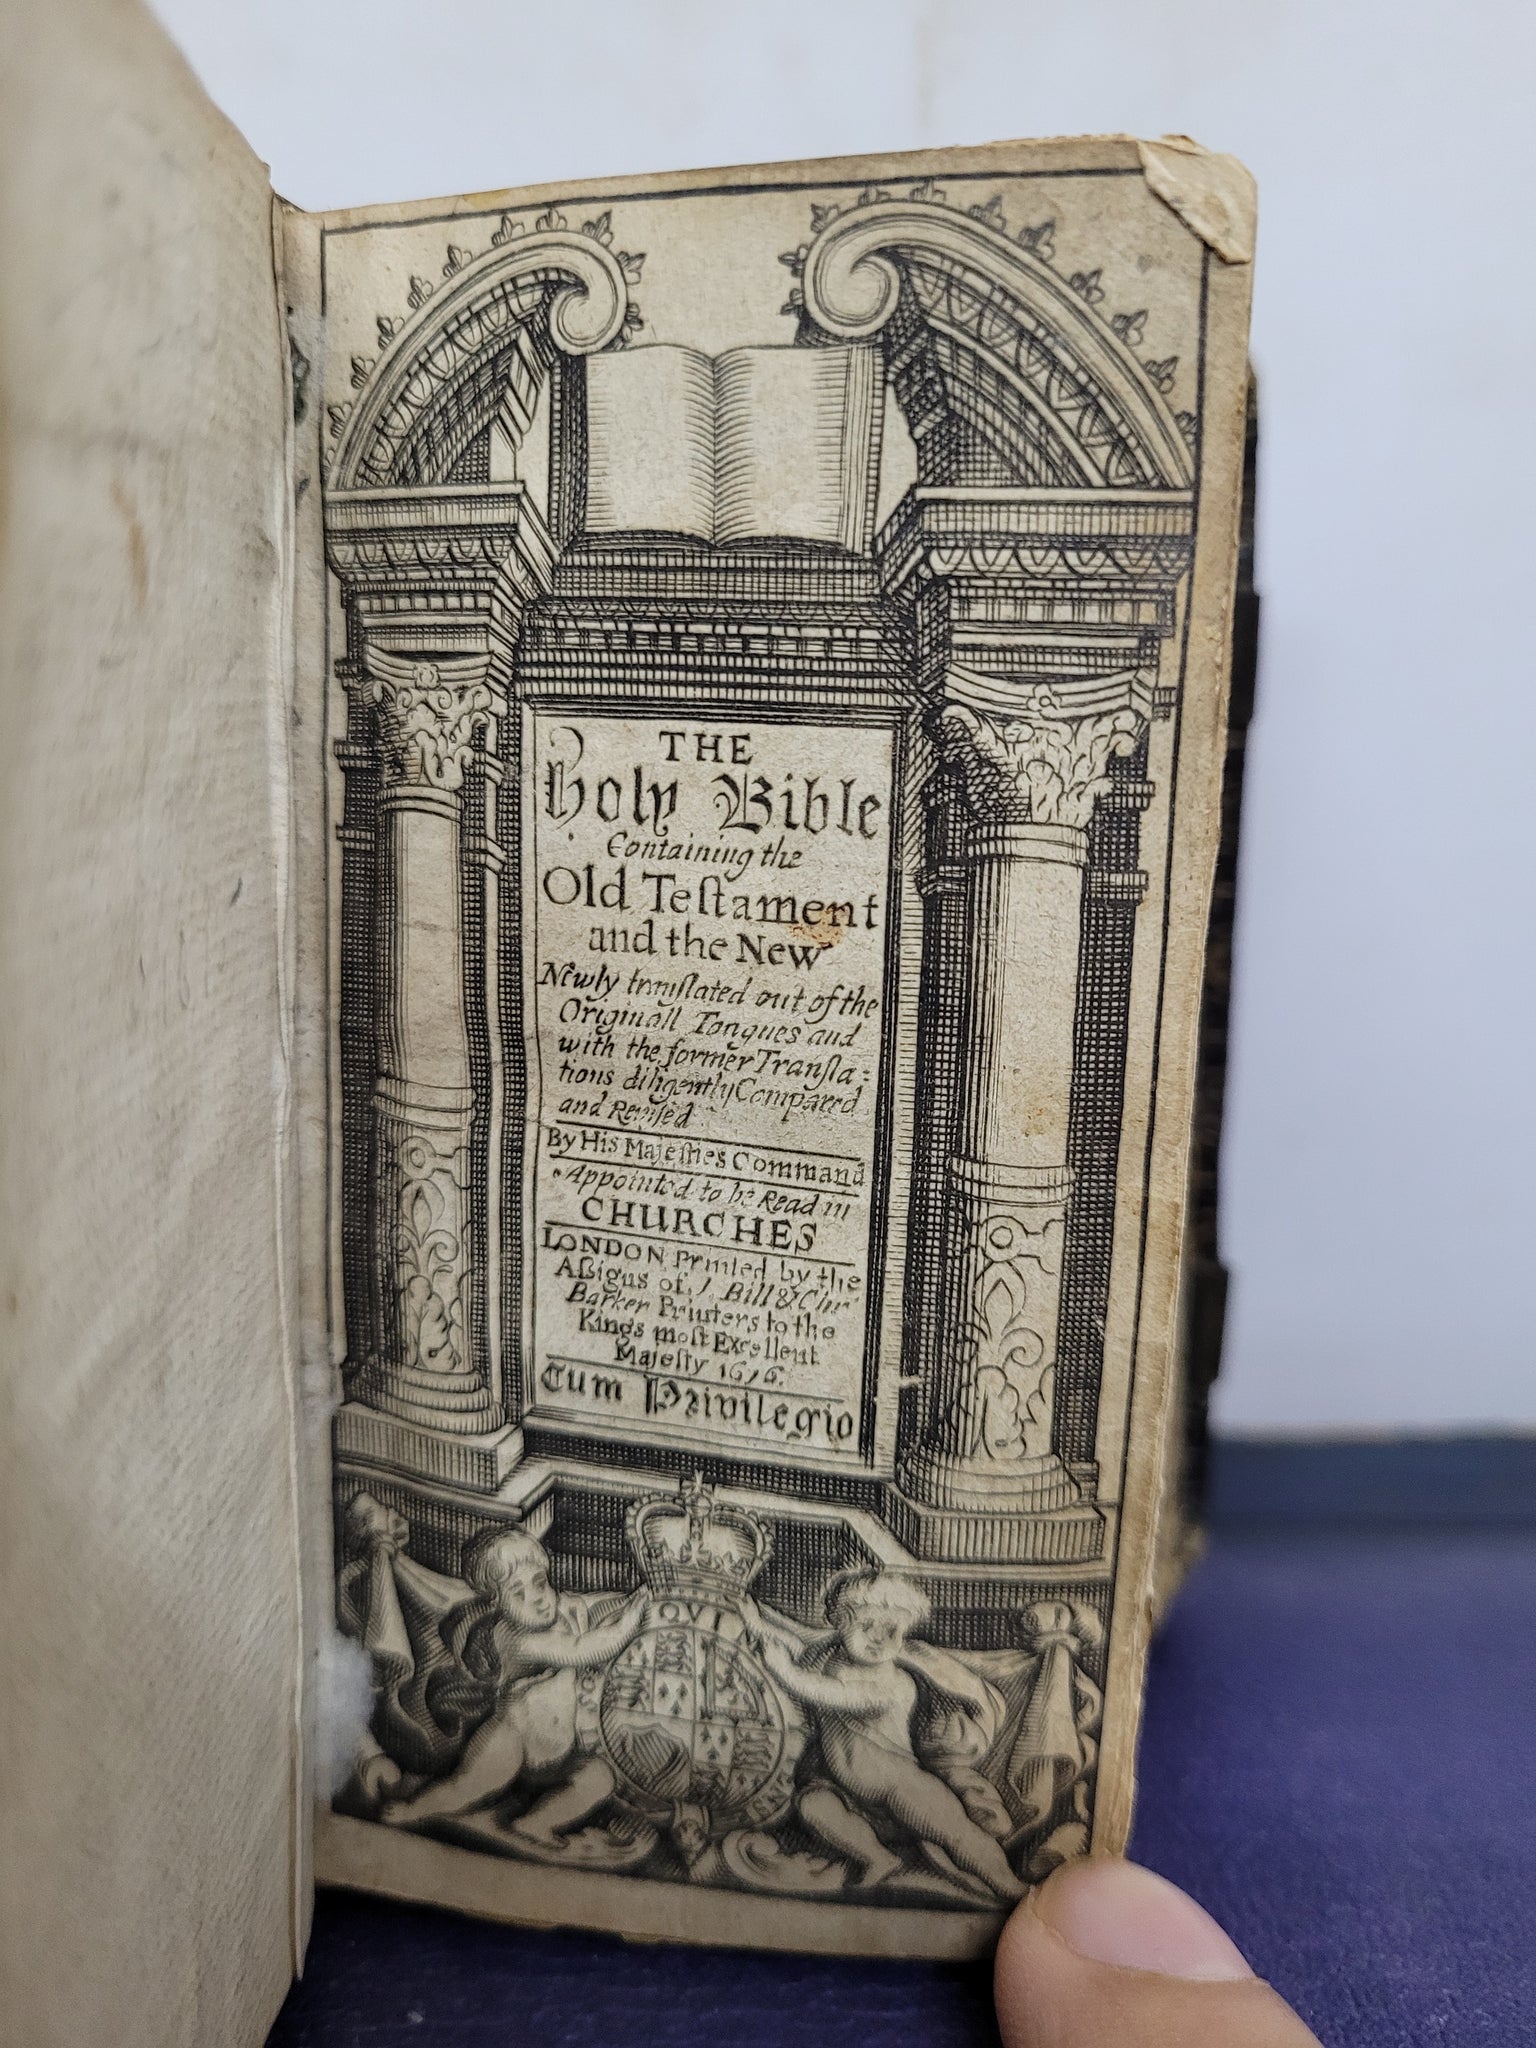 THE
Holy Bible
Containing the
Old Teſtament
and the New
Newly tranſlated out of the
Originall Tongues and
with the former Tranſla:
tions diligently Compared
and Reviſed
By His Majeſties Command
Appointed to be Read in
CHURCHES
LONDON Printed by the
Aßigns of J. Bill & Chr:
Barker Printers to the
Kings moſt Excellent
Majeſty 1676.
Cum Privilegio
QVI